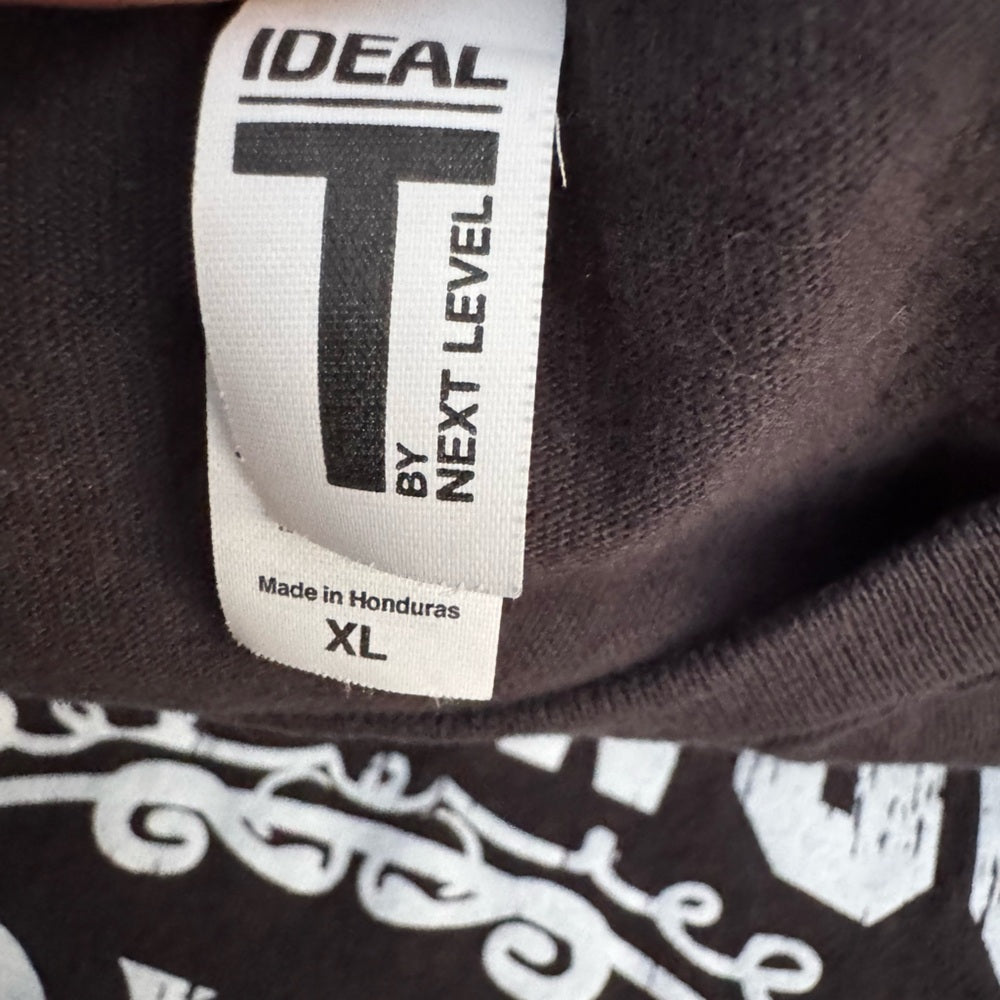 IDEAL
T
BY
NEXT LEVEL
Made in Honduras
XL